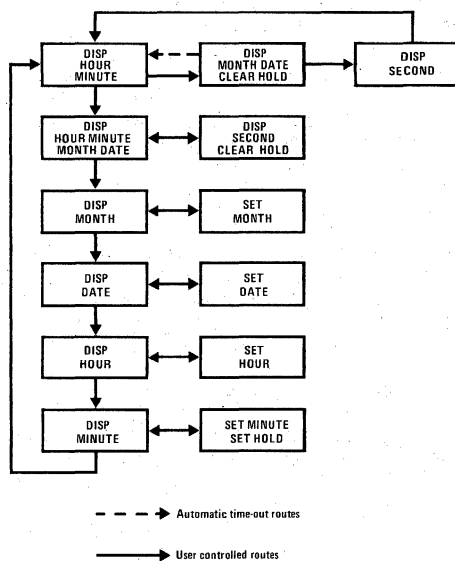 DISP
HOUR
MINUTE
DISP
MONTH DATE
CLEAR HOLD
DISP
SECOND
DISP
HOUR MINUTE
MONTH DATE
DISP
SECOND
CLEAR HOLD
DISP
MONTH
SET
MONTH
DISP
DATE
SET
DATE
DISP
HOUR
SET
HOUR
DISP
MINUTE
SET MINUTE
SET HOLD
Automatic time-out routes
User controlled routes